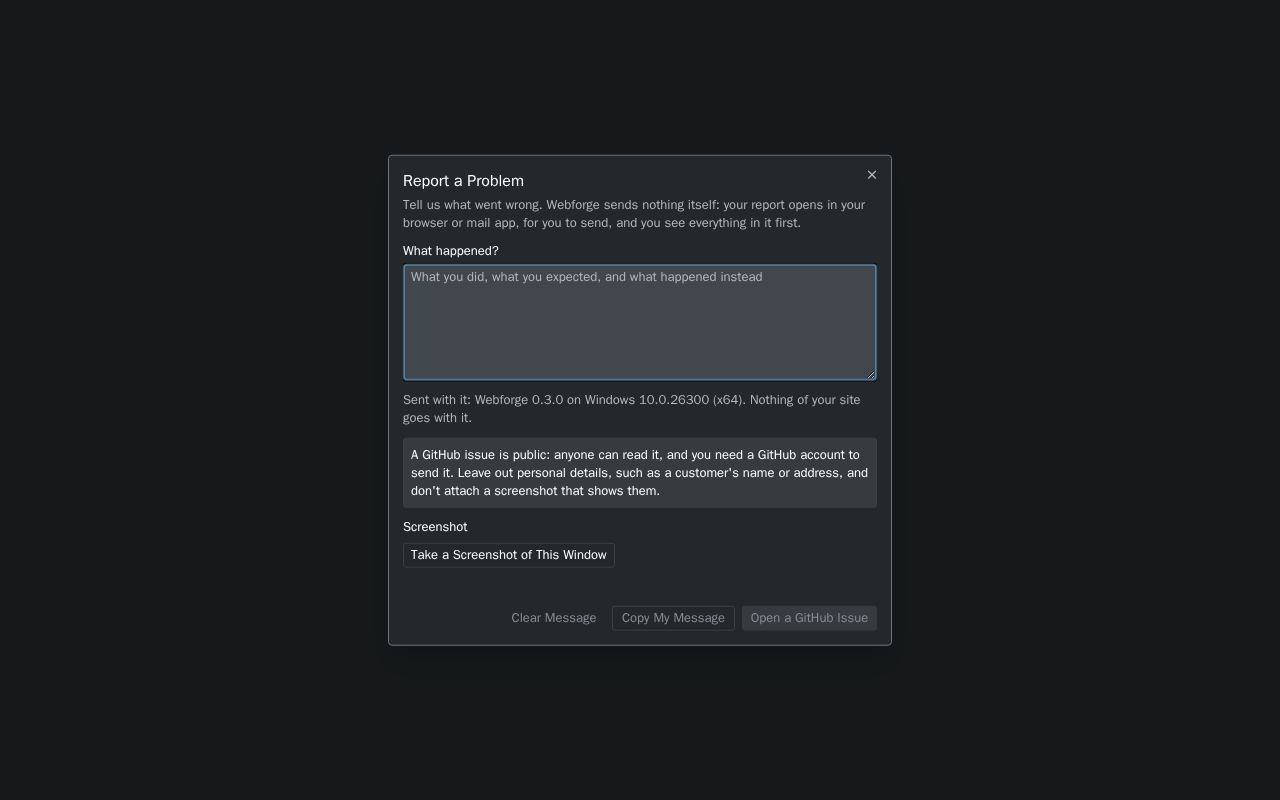 Report a Problem
Tell us what went wrong. Webforge sends nothing itself: your report opens in your
browser or mail app, for you to send, and you see everything in it first.
What happened?
What you did, what you expected, and what happened instead
Sent with it: Webforge 0.3.0 on Windows 10.0.26300 (x64). Nothing of your site
goes with it.
A GitHub issue is public: anyone can read it, and you need a GitHub account to
send it. Leave out personal details, such as a customer's name or address, and
don't attach a screenshot that shows them.
Screenshot
Take a Screenshot of This Window
Clear Message
Copy My Message
Open a GitHub Issue